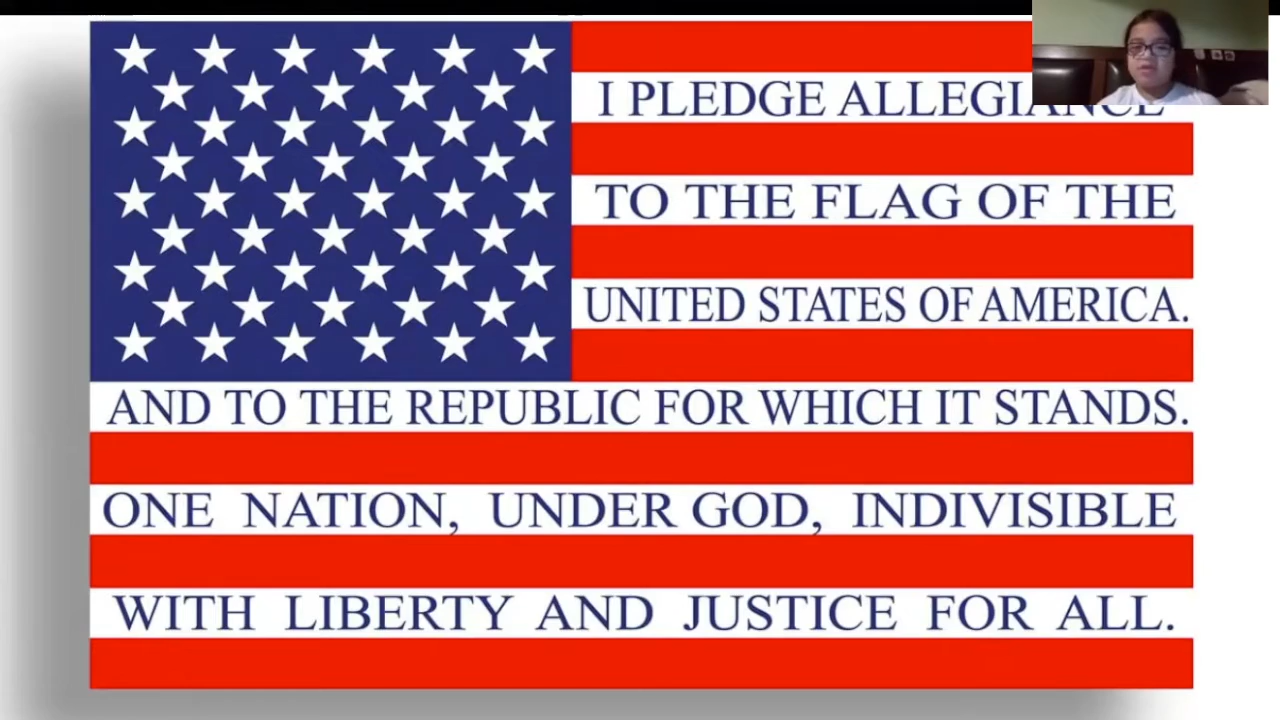 I PLEDGE ALLEGIANCE
TO THE FLAG OF THE
UNITED STATES OF AMERICA.
AND TO THE REPUBLIC FOR WHICH IT STANDS.
ONE NATION, UNDER GOD, INDIVISIBLE
WITH LIBERTY AND JUSTICE FOR ALL.